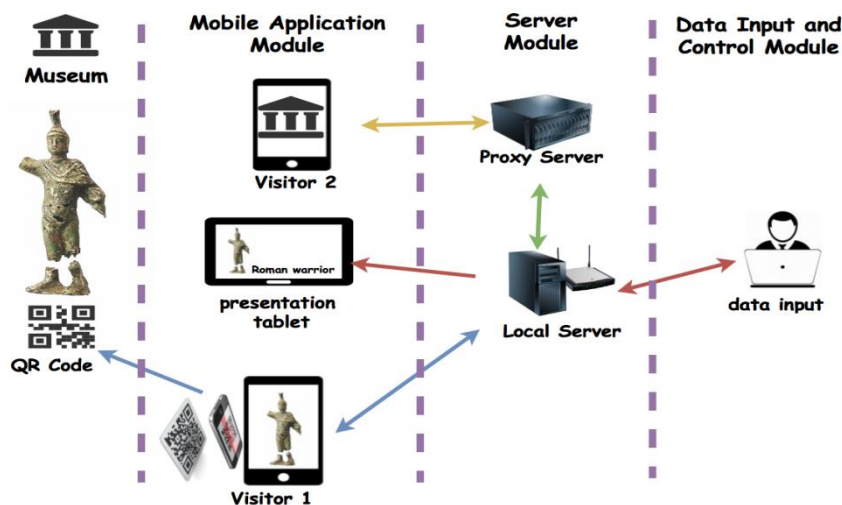 Museum
QR Code
Mobile Application
Module
Visitor 2
Roman warrior
presentation
tablet
Visitor 1
Server
Module
Proxy Server
Local Server
Data Input and
Control Module
data input